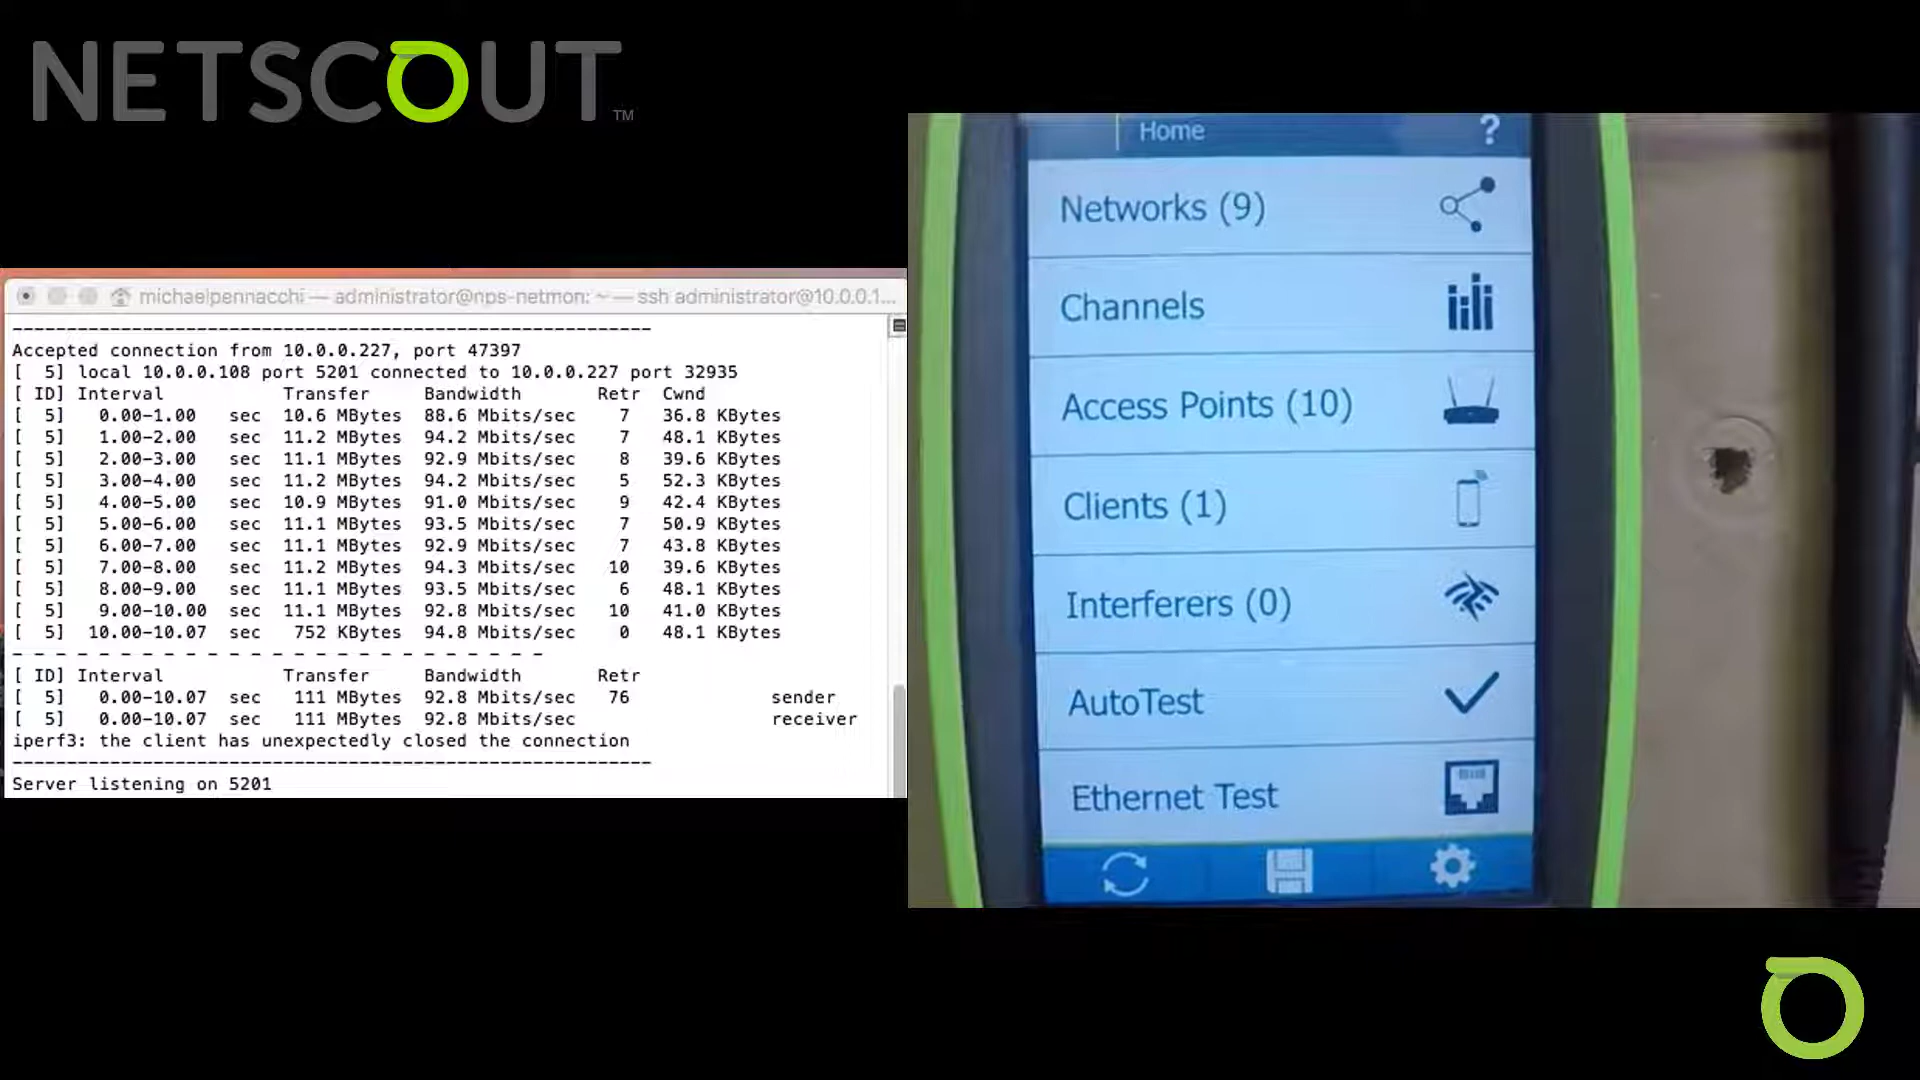 NETSCOUT™
michaelpennacchi — administrator@nps-netmon: ~ — ssh administrator@10.0.0.1...
------------------------------------------------------------
Accepted connection from 10.0.0.227, port 47397
[  5] local 10.0.0.108 port 5201 connected to 10.0.0.227 port 32935
[ ID] Interval           Transfer     Bandwidth       Retr  Cwnd
[  5]   0.00-1.00   sec  10.6 MBytes  88.6 Mbits/sec    7   36.8 KBytes
[  5]   1.00-2.00   sec  11.2 MBytes  94.2 Mbits/sec    7   48.1 KBytes
[  5]   2.00-3.00   sec  11.1 MBytes  92.9 Mbits/sec    8   39.6 KBytes
[  5]   3.00-4.00   sec  11.2 MBytes  94.2 Mbits/sec    5   52.3 KBytes
[  5]   4.00-5.00   sec  10.9 MBytes  91.0 Mbits/sec    9   42.4 KBytes
[  5]   5.00-6.00   sec  11.1 MBytes  93.5 Mbits/sec    7   50.9 KBytes
[  5]   6.00-7.00   sec  11.1 MBytes  92.9 Mbits/sec    7   43.8 KBytes
[  5]   7.00-8.00   sec  11.2 MBytes  94.3 Mbits/sec   10   39.6 KBytes
[  5]   8.00-9.00   sec  11.1 MBytes  93.5 Mbits/sec    6   48.1 KBytes
[  5]   9.00-10.00  sec  11.1 MBytes  92.8 Mbits/sec   10   41.0 KBytes
[  5]  10.00-10.07  sec   752 KBytes  94.8 Mbits/sec    0   48.1 KBytes
- - - - - - - - - - - - - - - - - - - - - - - - -
[ ID] Interval           Transfer     Bandwidth       Retr
[  5]   0.00-10.07  sec   111 MBytes  92.8 Mbits/sec   76             sender
[  5]   0.00-10.07  sec   111 MBytes  92.8 Mbits/sec                  receiver
iperf3: the client has unexpectedly closed the connection
------------------------------------------------------------
Server listening on 5201
Home ?
Networks (9)
Channels
Access Points (10)
Clients (1)
Interferers (0)
AutoTest
Ethernet Test